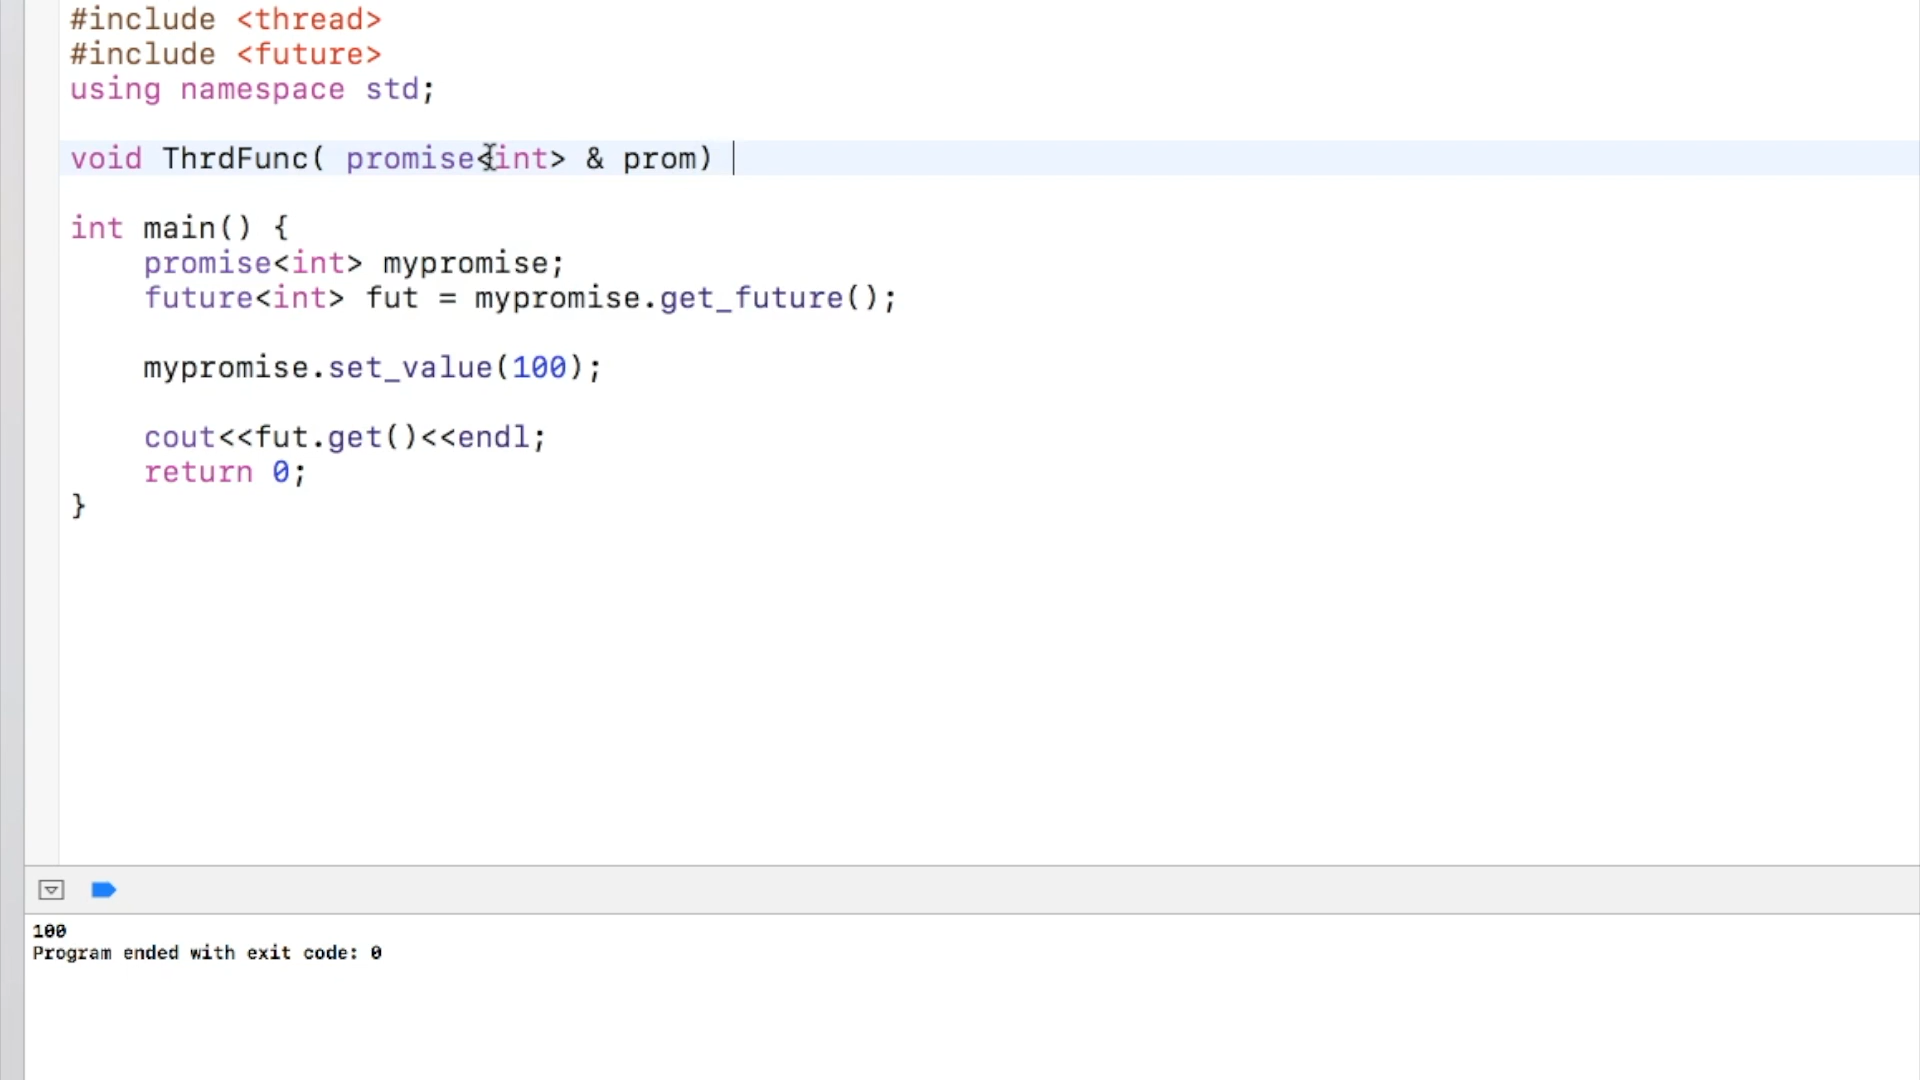 #include <thread>
#include <future>
using namespace std;
void ThrdFunc( promise<int> & prom)
int main() {
promise<int> mypromise;
future<int> fut = mypromise.get_future();
mypromise.set_value(100);
cout<<fut.get()<<endl;
return 0;
}
100
Program ended with exit code: 0